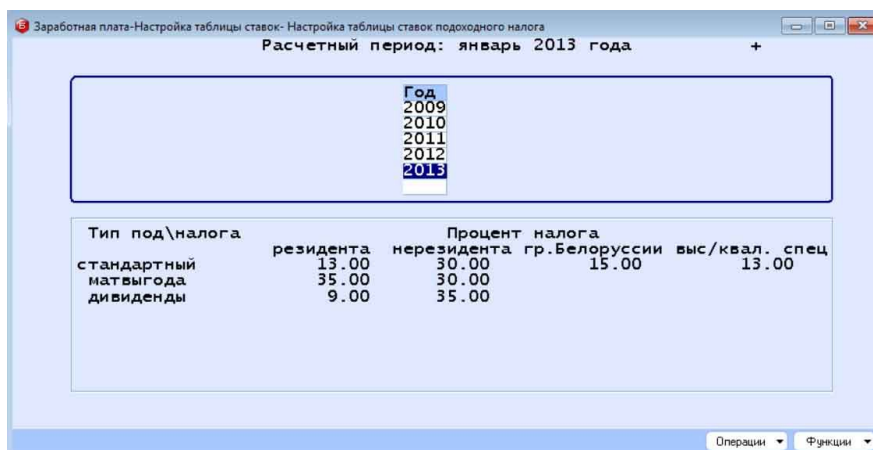 Заработная плата-Настройка таблицы ставок- Настройка таблицы ставок подоходного налога
Расчетный период: январь 2013 года +
Год
2009
2010
2011
2012
2013
Тип под\налога Процент налога
резидента нерезидента гр.Белоруссии выс/квал. спец
стандартный 13.00 30.00 15.00 13.00
матвыгода 35.00 30.00
дивиденды 9.00 35.00
Операции Функции